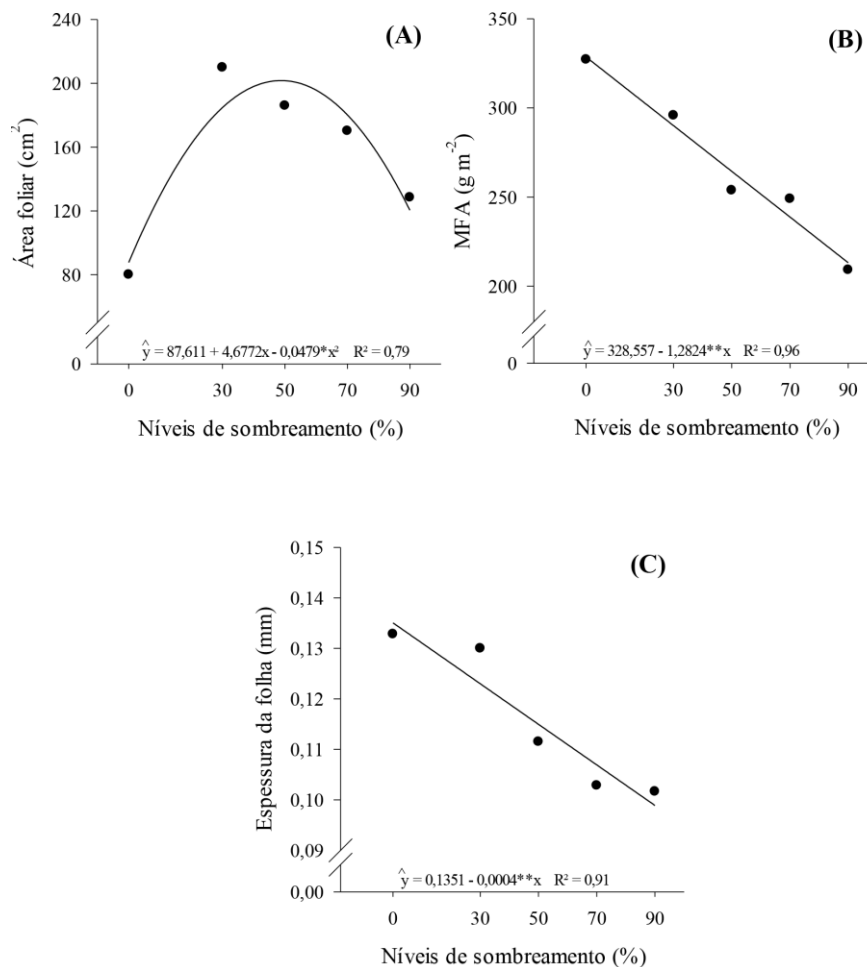 (A)
Área foliar (cm²)
240
200
160
120
80
0
ŷ = 87,611 + 4,6772x - 0,0479*x² R² = 0,79
0 30 50 70 90
Níveis de sombreamento (%)
(B)
MFA (g m⁻²)
350
300
250
200
0
ŷ = 328,557 - 1,2824**x R² = 0,96
0 30 50 70 90
Níveis de sombreamento (%)
(C)
Espessura da folha (mm)
0,15
0,14
0,13
0,12
0,11
0,10
0,09
0,00
ŷ = 0,1351 - 0,0004**x R² = 0,91
0 30 50 70 90
Níveis de sombreamento (%)